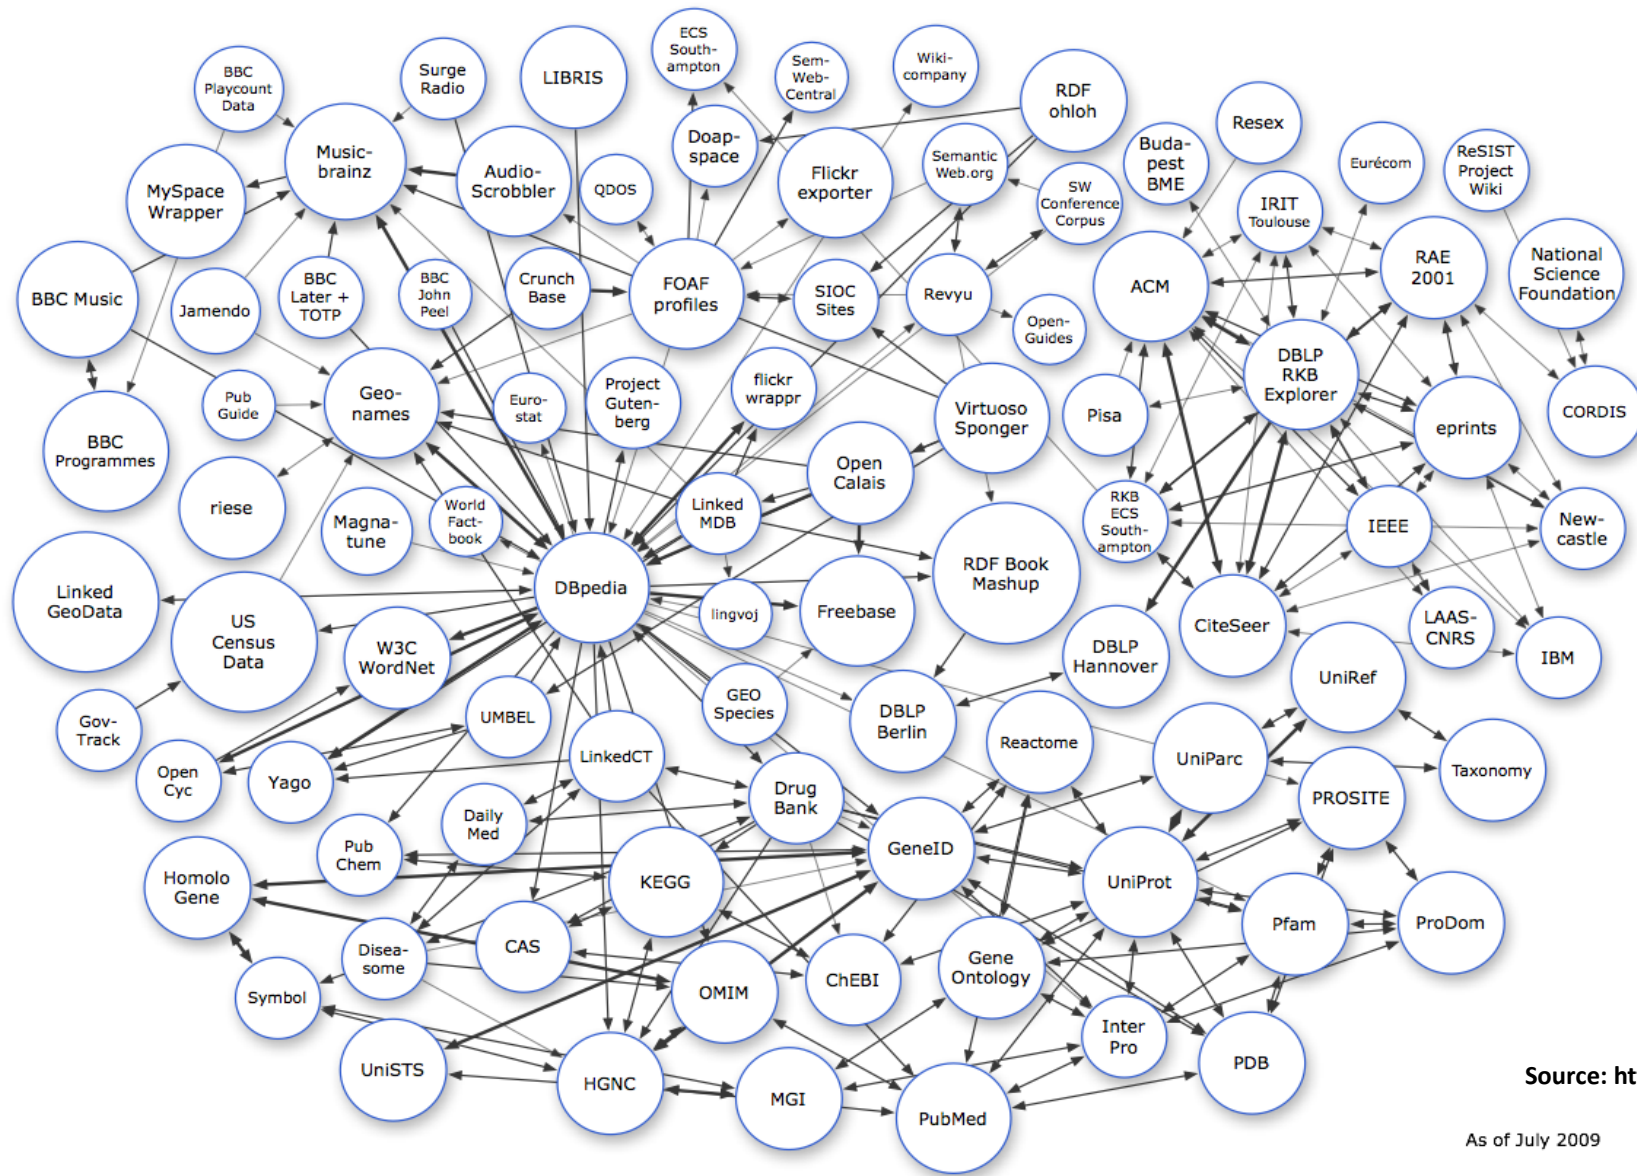 ECS
South-
ampton
Wiki-
company
Sem-
Web-
Central
BBC
Playcount
Data
Surge
Radio
LIBRIS
RDF
ohloh
Resex
Music-
brainz
Audio-
Scrobbler
Doap-
space
Flickr
exporter
Semantic
Web.org
Buda-
pest
BME
Eurécom
ReSIST
Project
Wiki
MySpace
Wrapper
QDOS
SW
Conference
Corpus
IRIT
Toulouse
BBC Music
Jamendo
BBC
Later +
TOTP
BBC
John
Peel
Crunch
Base
FOAF
profiles
SIOC
Sites
Revyu
Open-
Guides
ACM
RAE
2001
National
Science
Foundation
Pub
Guide
Geo-
names
Euro-
stat
Project
Guten-
berg
flickr
wrappr
Virtuoso
Sponger
Pisa
DBLP
RKB
Explorer
eprints
CORDIS
BBC
Programmes
riese
Magna-
tune
World
Fact-
book
Linked
MDB
Open
Calais
RKB
ECS
South-
ampton
IEEE
New-
castle
Linked
GeoData
US
Census
Data
W3C
WordNet
DBpedia
lingvoj
Freebase
RDF Book
Mashup
DBLP
Hannover
CiteSeer
LAAS-
CNRS
IBM
Gov-
Track
Open
Cyc
Yago
UMBEL
LinkedCT
GEO
Species
DBLP
Berlin
Reactome
UniParc
UniRef
Taxonomy
PROSITE
Pub
Chem
Daily
Med
Drug
Bank
Homolo
Gene
KEGG
GeneID
UniProt
Pfam
ProDom
Disea-
some
CAS
Symbol
OMIM
ChEBI
Gene
Ontology
Inter
Pro
PDB
UniSTS
HGNC
MGI
PubMed
Source: ht
As of July 2009